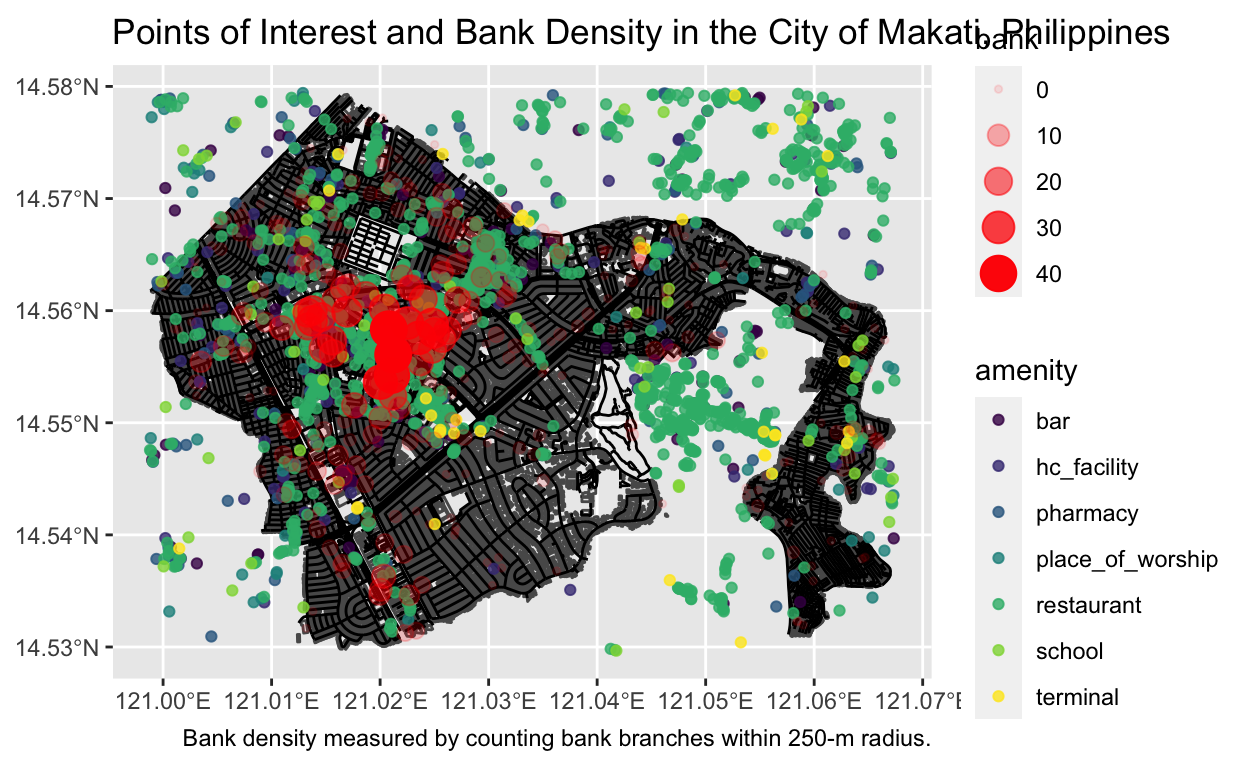 Points of Interest and Bank Density in the City of Makati, Philippines
bank
0
10
20
30
40
amenity
bar
hc_facility
pharmacy
place_of_worship
restaurant
school
terminal
14.58°N
14.57°N
14.56°N
14.55°N
14.54°N
14.53°N
121.00°E 121.01°E 121.02°E 121.03°E 121.04°E 121.05°E 121.06°E 121.07°E
Bank density measured by counting bank branches within 250-m radius.